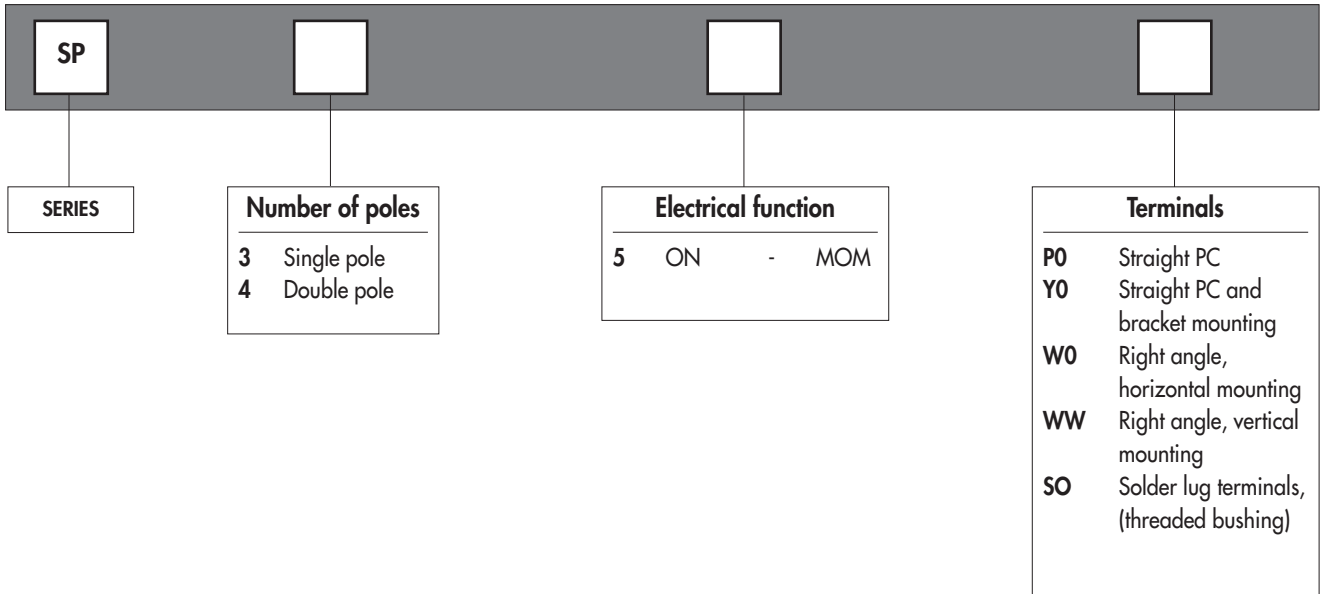 SP
SERIES
Number of poles
3 Single pole
4 Double pole
Electrical function
5 ON - MOM
Terminals
P0 Straight PC
Y0 Straight PC and
bracket mounting
W0 Right angle,
horizontal mounting
WW Right angle, vertical
mounting
SO Solder lug terminals,
(threaded bushing)